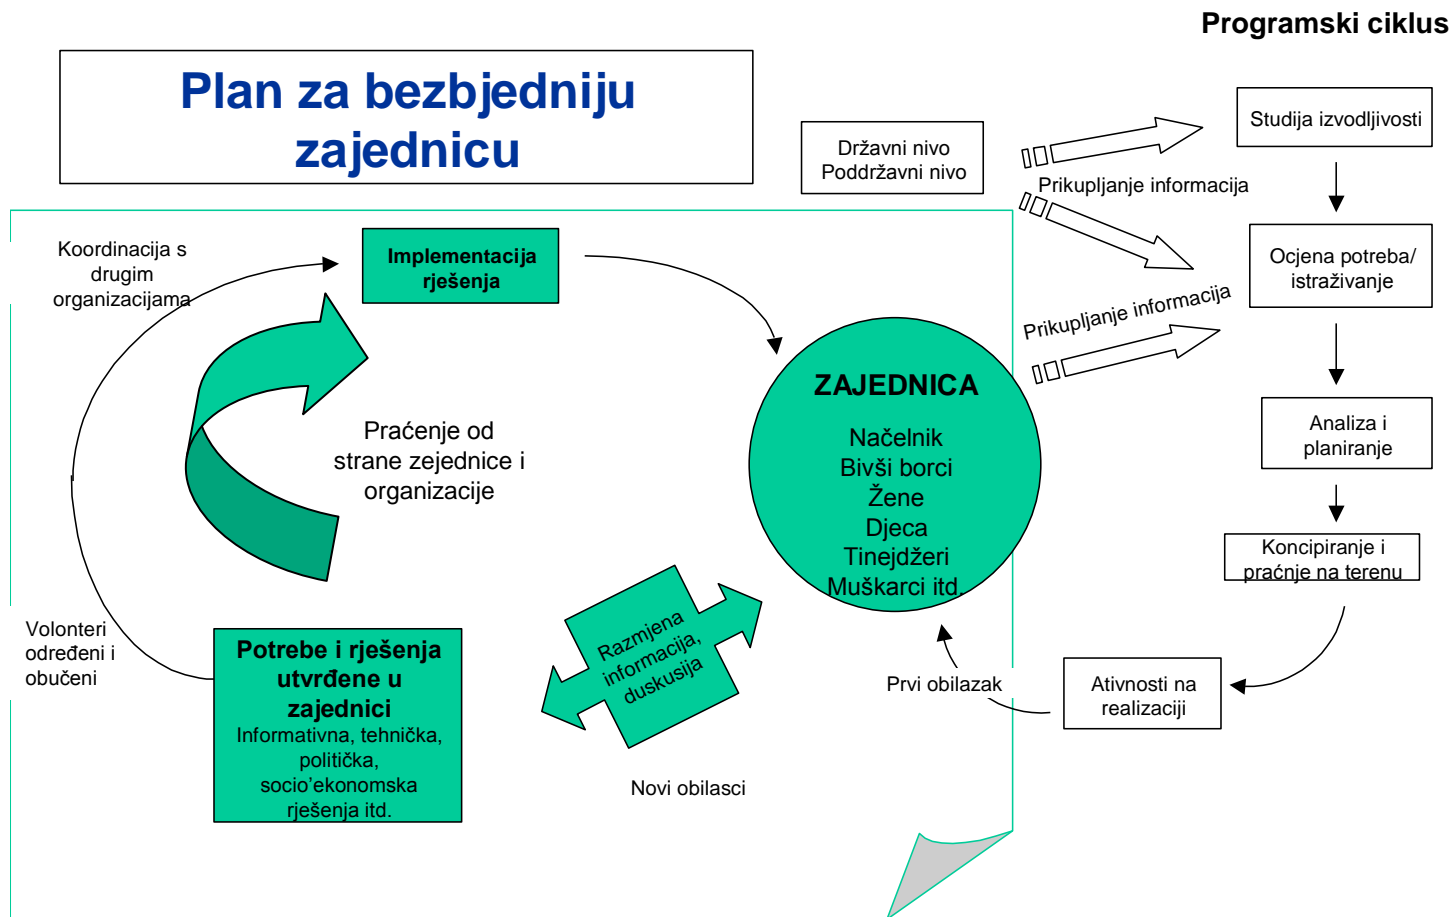 Programski ciklus
Plan za bezbjedniju
zajednicu
Državni nivo
Poddržavni nivo
Studija izvodljivosti
Prikupljanje informacija
Ocjena potreba/
istraživanje
Prikupljanje informacija
Analiza i
planiranje
Koncipiranje i
praćnje na terenu
Ativnosti na
realizaciji
Prvi obilazak
Koordinacija s
drugim
organizacijama
Implementacija
rješenja
ZAJEDNICA
Načelnik
Bivši borci
Žene
Djeca
Tinejdžeri
Muškarci itd.
Praćenje od
strane zejednice i
organizacije
Razmjena
informacija,
duskusija
Novi obilasci
Volonteri
određeni i
obučeni
Potrebe i rješenja
utvrđene u
zajednici
Informativna, tehnička,
politička,
socio'ekonomska
rješenja itd.